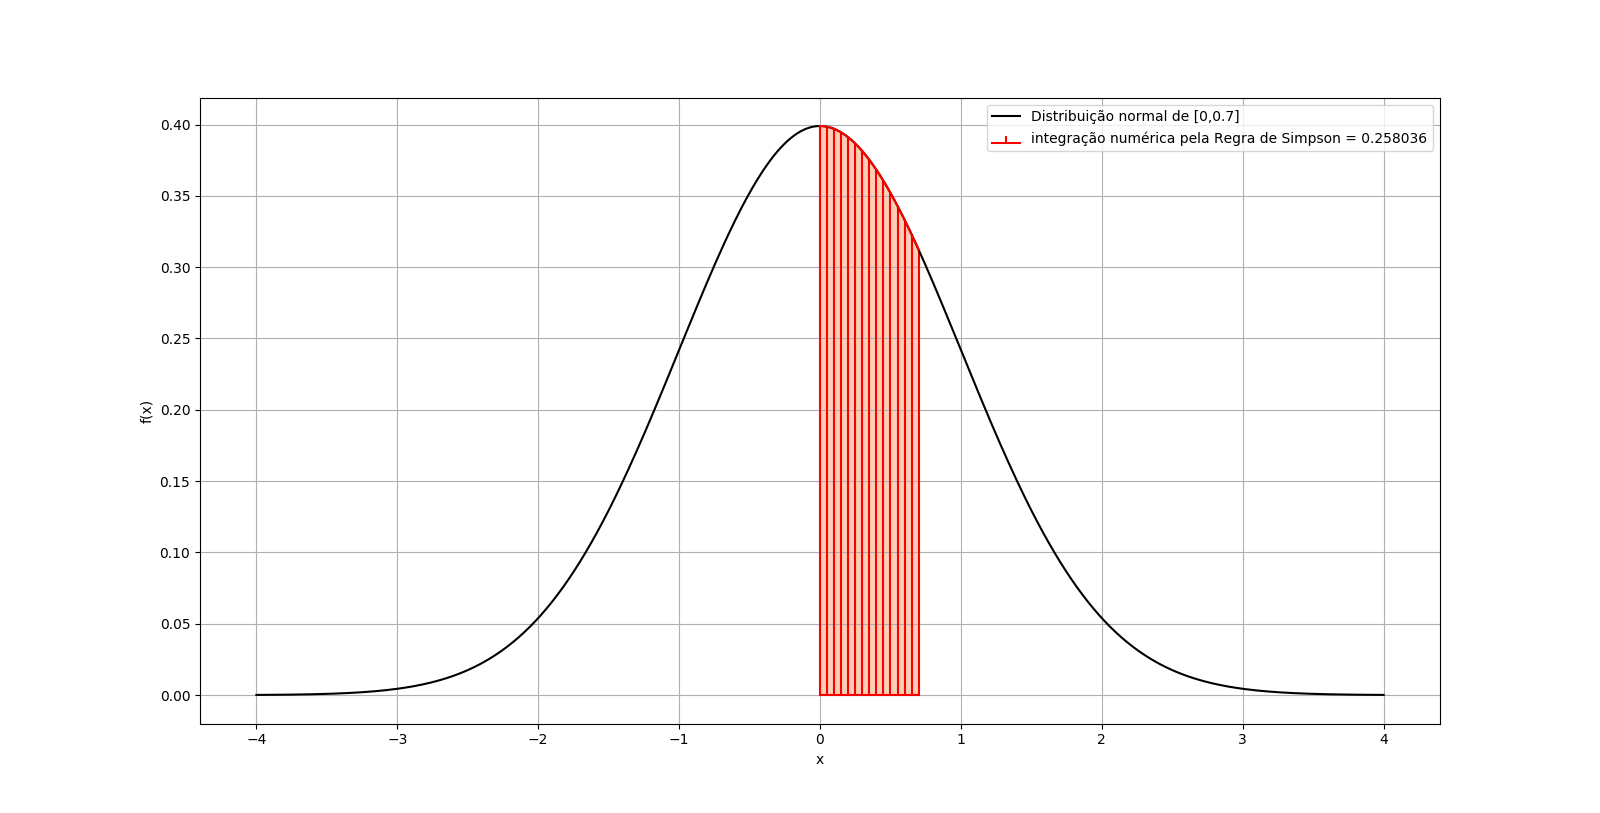 Distribuição normal de [0,0.7]
integração numérica pela Regra de Simpson = 0.258036
0.40
0.35
0.30
0.25
0.20
0.15
0.10
0.05
0.00
f(x)
−4 −3 −2 −1 0 1 2 3 4
x